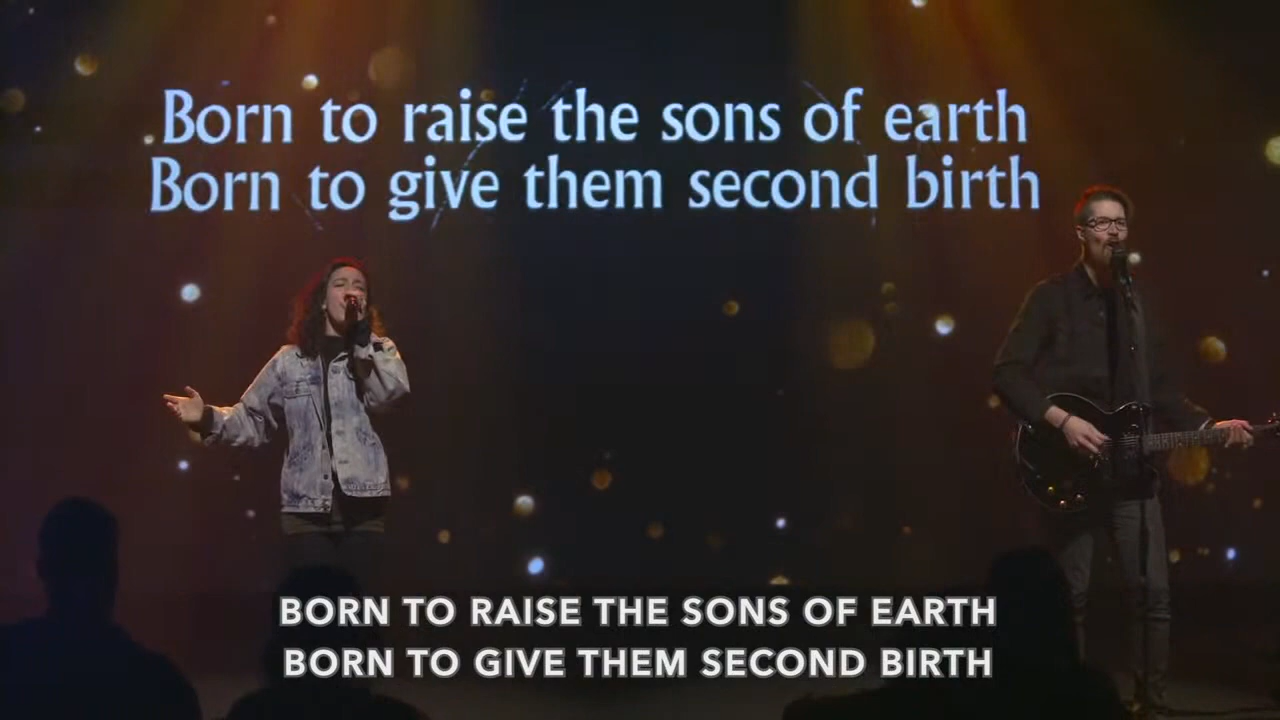 Born to raise the sons of earth
Born to give them second birth
BORN TO RAISE THE SONS OF EARTH
BORN TO GIVE THEM SECOND BIRTH